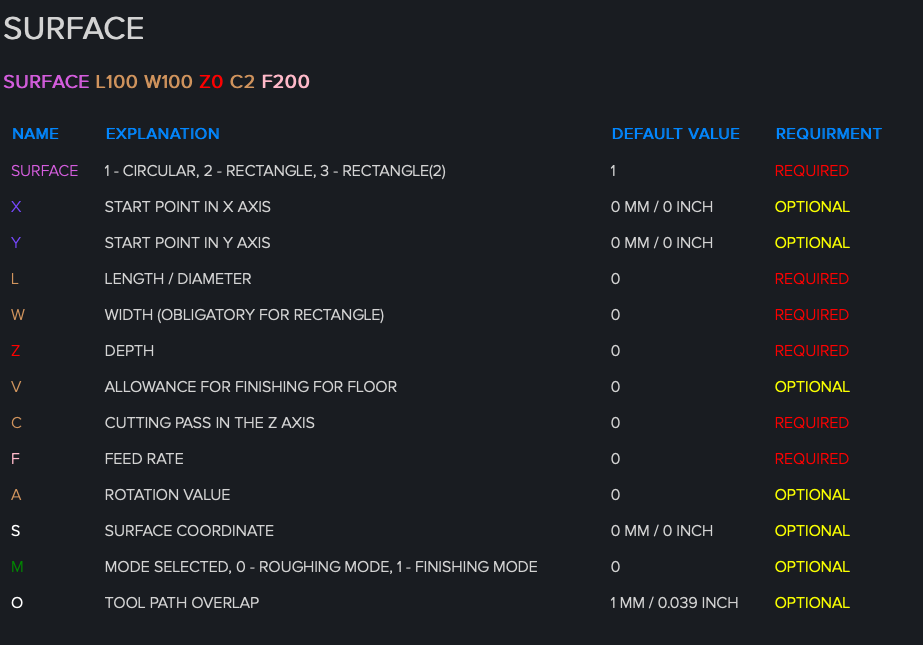 SURFACE
SURFACE L100 W100 Z0 C2 F200
NAME EXPLANATION DEFAULT VALUE REQUIRMENT
SURFACE 1 - CIRCULAR, 2 - RECTANGLE, 3 - RECTANGLE(2) 1 REQUIRED
X START POINT IN X AXIS 0 MM / 0 INCH OPTIONAL
Y START POINT IN Y AXIS 0 MM / 0 INCH OPTIONAL
L LENGTH / DIAMETER 0 REQUIRED
W WIDTH (OBLIGATORY FOR RECTANGLE) 0 REQUIRED
Z DEPTH 0 REQUIRED
V ALLOWANCE FOR FINISHING FOR FLOOR 0 OPTIONAL
C CUTTING PASS IN THE Z AXIS 0 REQUIRED
F FEED RATE 0 REQUIRED
A ROTATION VALUE 0 OPTIONAL
S SURFACE COORDINATE 0 MM / 0 INCH OPTIONAL
M MODE SELECTED, 0 - ROUGHING MODE, 1 - FINISHING MODE 0 OPTIONAL
O TOOL PATH OVERLAP 1 MM / 0.039 INCH OPTIONAL